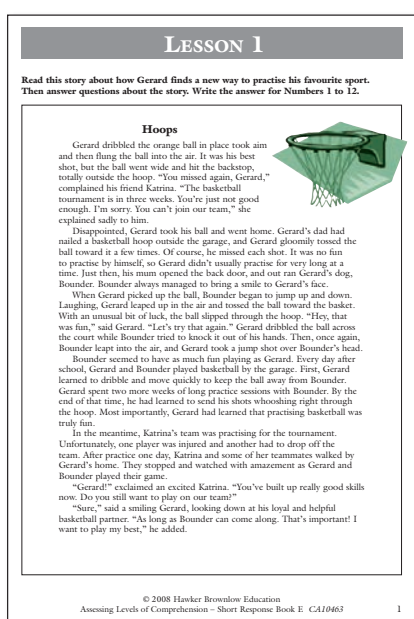 LESSON 1
Read this story about how Gerard finds a new way to practise his favourite sport.
Then answer questions about the story. Write the answer for Numbers 1 to 12.
Hoops
Gerard dribbled the orange ball in place took aim
and then flung the ball into the air. It was his best
shot, but the ball went wide and hit the backstop,
totally outside the hoop. “You missed again, Gerard,”
complained his friend Katrina. “The basketball
tournament is in three weeks. You’re just not good
enough. I’m sorry. You can’t join our team,” she
explained sadly to him.
Disappointed, Gerard took his ball and went home. Gerard’s dad had
nailed a basketball hoop outside the garage, and Gerard gloomily tossed the
ball toward it a few times. Of course, he missed each shot. It was no fun
to practise by himself, so Gerard didn’t usually practise for very long at a
time. Just then, his mum opened the back door, and out ran Gerard’s dog,
Bounder. Bounder always managed to bring a smile to Gerard’s face.
When Gerard picked up the ball, Bounder began to jump up and down.
Laughing, Gerard leaped up in the air and tossed the ball toward the basket.
With an unusual bit of luck, the ball slipped through the hoop. “Hey, that
was fun,” said Gerard. “Let’s try that again.” Gerard dribbled the ball across
the court while Bounder tried to knock it out of his hands. Then, once again,
Bounder leapt into the air, and Gerard took a jump shot over Bounder’s head.
Bounder seemed to have as much fun playing as Gerard. Every day after
school, Gerard and Bounder played basketball by the garage. First, Gerard
learned to dribble and move quickly to keep the ball away from Bounder.
Gerard spent two more weeks of long practice sessions with Bounder. By the
end of that time, he had learned to send his shots whooshing right through
the hoop. Most importantly, Gerard had learned that practising basketball was
truly fun.
In the meantime, Katrina’s team was practising for the tournament.
Unfortunately, one player was injured and another had to drop off the
team. After practice one day, Katrina and some of her teammates walked by
Gerard’s home. They stopped and watched with amazement as Gerard and
Bounder played their game.
“Gerard!” exclaimed an excited Katrina. “You’ve built up really good skills
now. Do you still want to play on our team?”
“Sure,” said a smiling Gerard, looking down at his loyal and helpful
basketball partner. “As long as Bounder can come along. That’s important! I
want to play my best,” he added.
© 2008 Hawker Brownlow Education
Assessing Levels of Comprehension – Short Response Book E CA10463
1